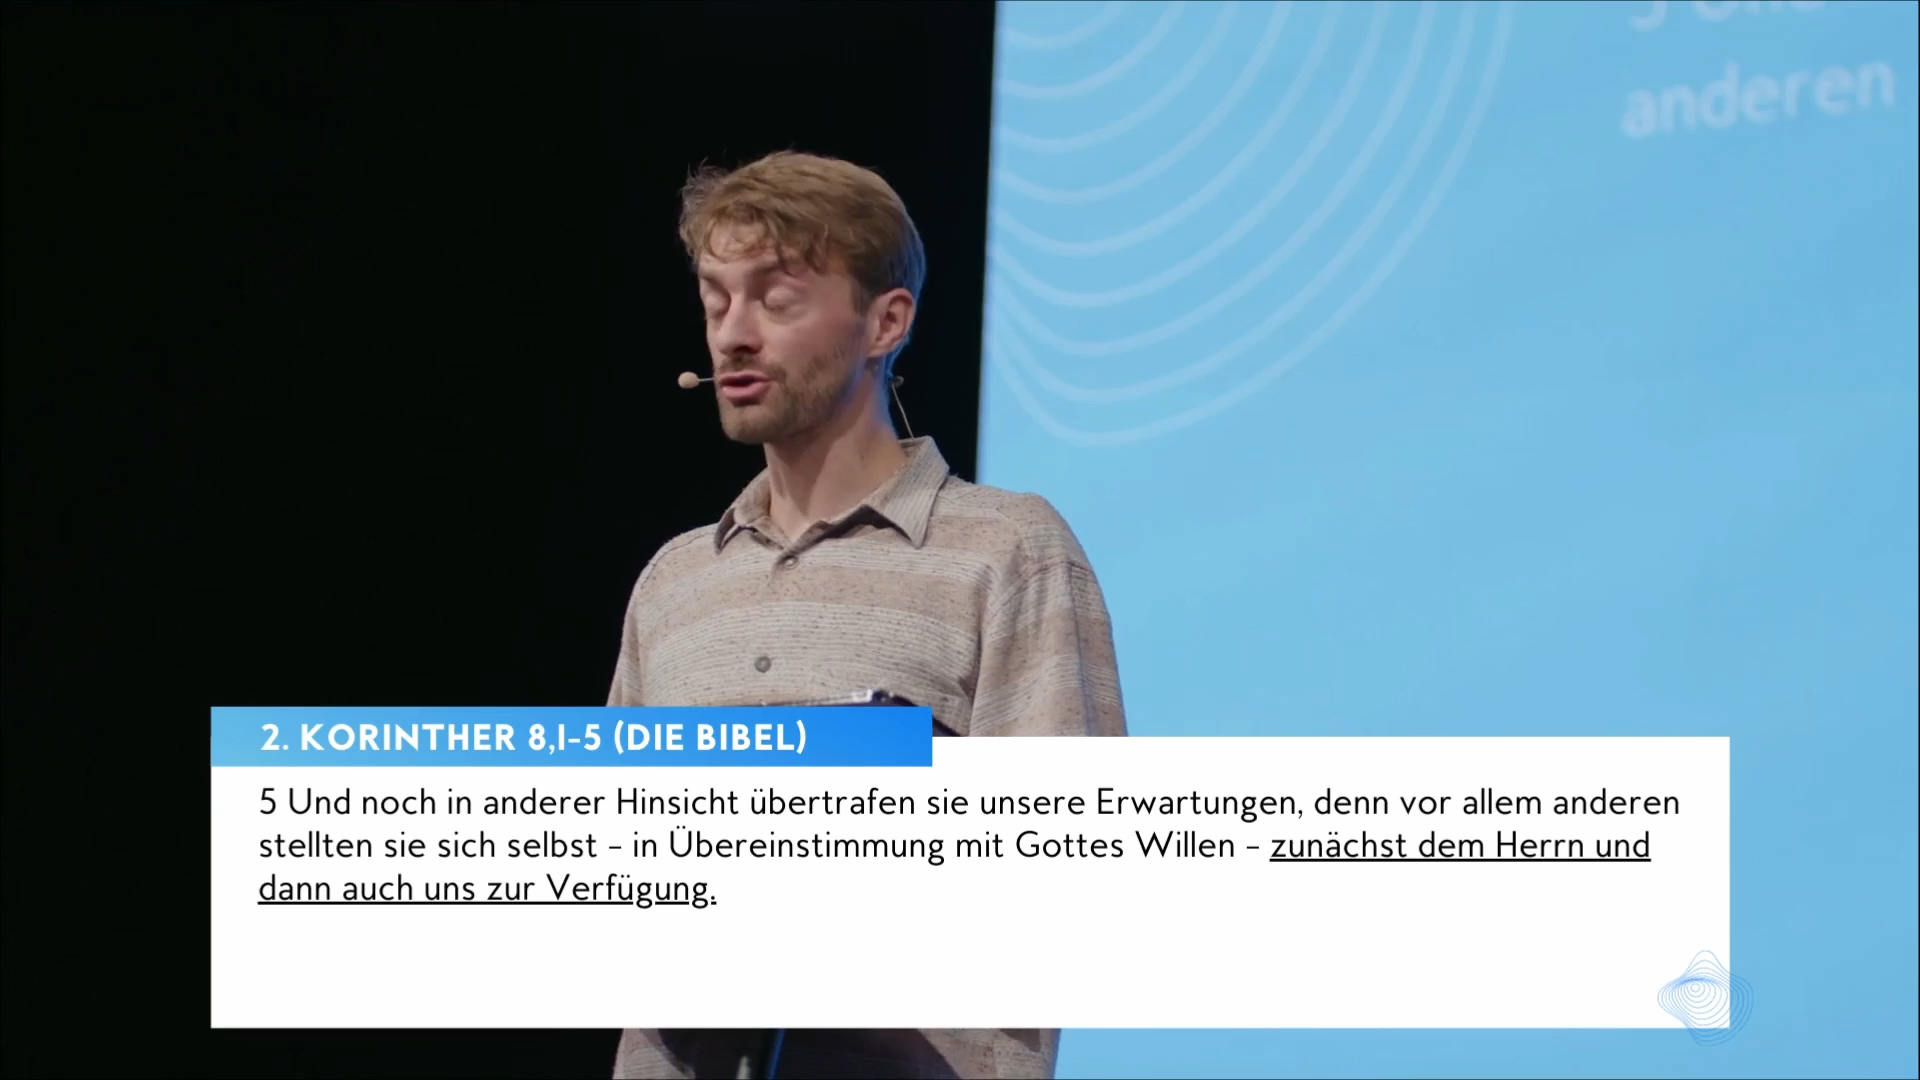 anderen
2. KORINTHER 8,1-5 (DIE BIBEL)
5 Und noch in anderer Hinsicht übertrafen sie unsere Erwartungen, denn vor allem anderen
stellten sie sich selbst – in Übereinstimmung mit Gottes Willen – zunächst dem Herrn und
dann auch uns zur Verfügung.